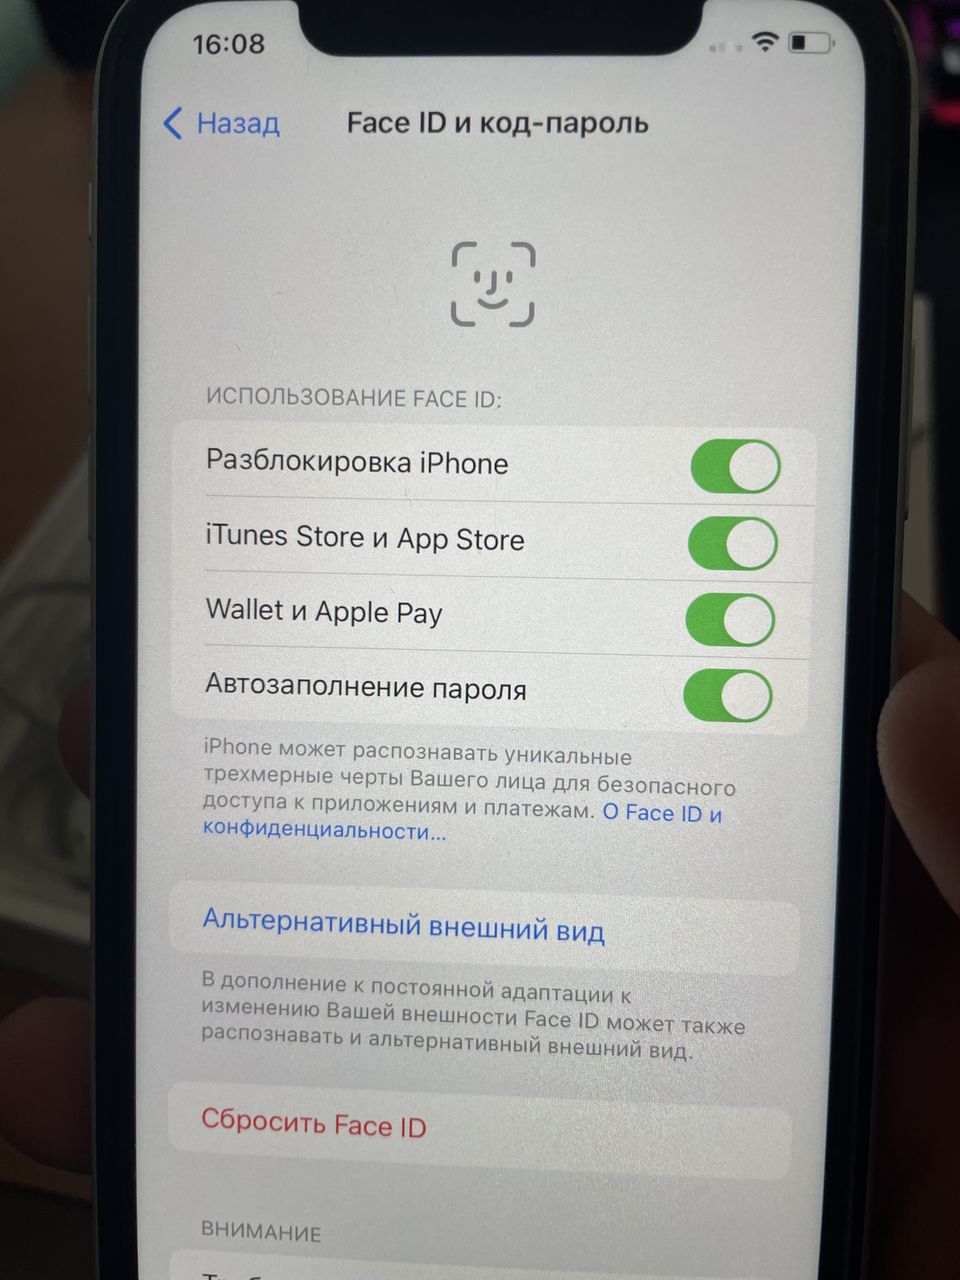 16:08
Назад
Face ID и код-пароль
ИСПОЛЬЗОВАНИЕ FACE ID:
Разблокировка iPhone
iTunes Store и App Store
Wallet и Apple Pay
Автозаполнение пароля
iPhone может распознавать уникальные
трехмерные черты Вашего лица для безопасного
доступа к приложениям и платежам. О Face ID и
конфиденциальности...
Альтернативный внешний вид
В дополнение к постоянной адаптации к
изменению Вашей внешности Face ID может также
распознавать и альтернативный внешний вид.
Сбросить Face ID
ВНИМАНИЕ